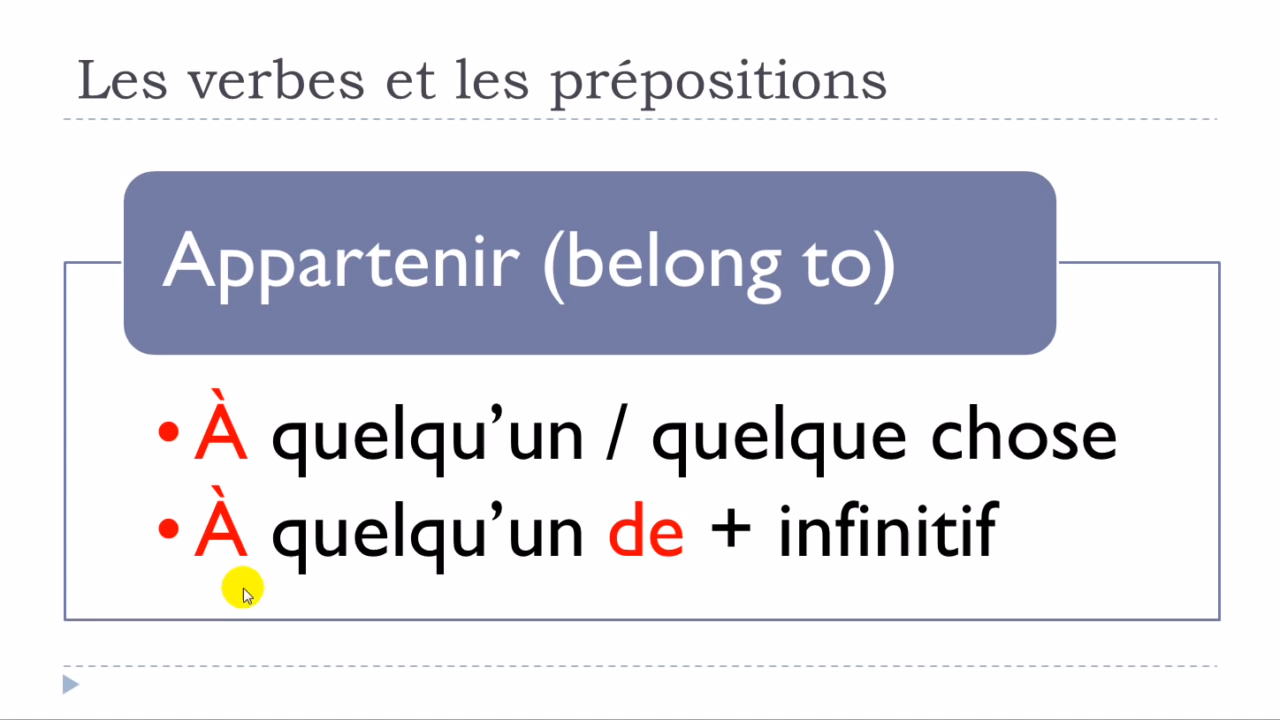 Les verbes et les prépositions
Appartenir (belong to)
• À quelqu’un / quelque chose
• À quelqu’un de + infinitif